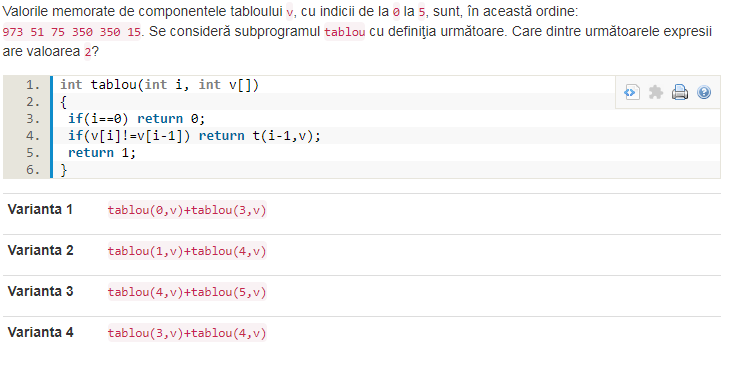 Valorile memorate de componentele tabloului v, cu indicii de la 0 la 5, sunt, în această ordine:
973 51 75 350 350 15. Se consideră subprogramul tablou cu definiția următoare. Care dintre următoarele expresii
are valoarea 2?
1. int tablou(int i, int v[])
2. {
3. if(i==0) return 0;
4. if(v[i]!=v[i-1]) return t(i-1,v);
5. return 1;
6. }
Varianta 1 tablou(0,v)+tablou(3,v)
Varianta 2 tablou(1,v)+tablou(4,v)
Varianta 3 tablou(4,v)+tablou(5,v)
Varianta 4 tablou(3,v)+tablou(4,v)